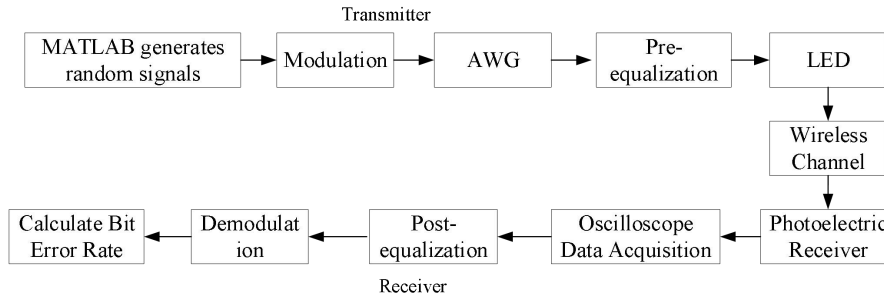 Transmitter
MATLAB generates
random signals
Modulation
AWG
Pre-
equalization
LED
Wireless
Channel
Photoelectric
Receiver
Oscilloscope
Data Acquisition
Post-
equalization
Demodulat
ion
Calculate Bit
Error Rate
Receiver